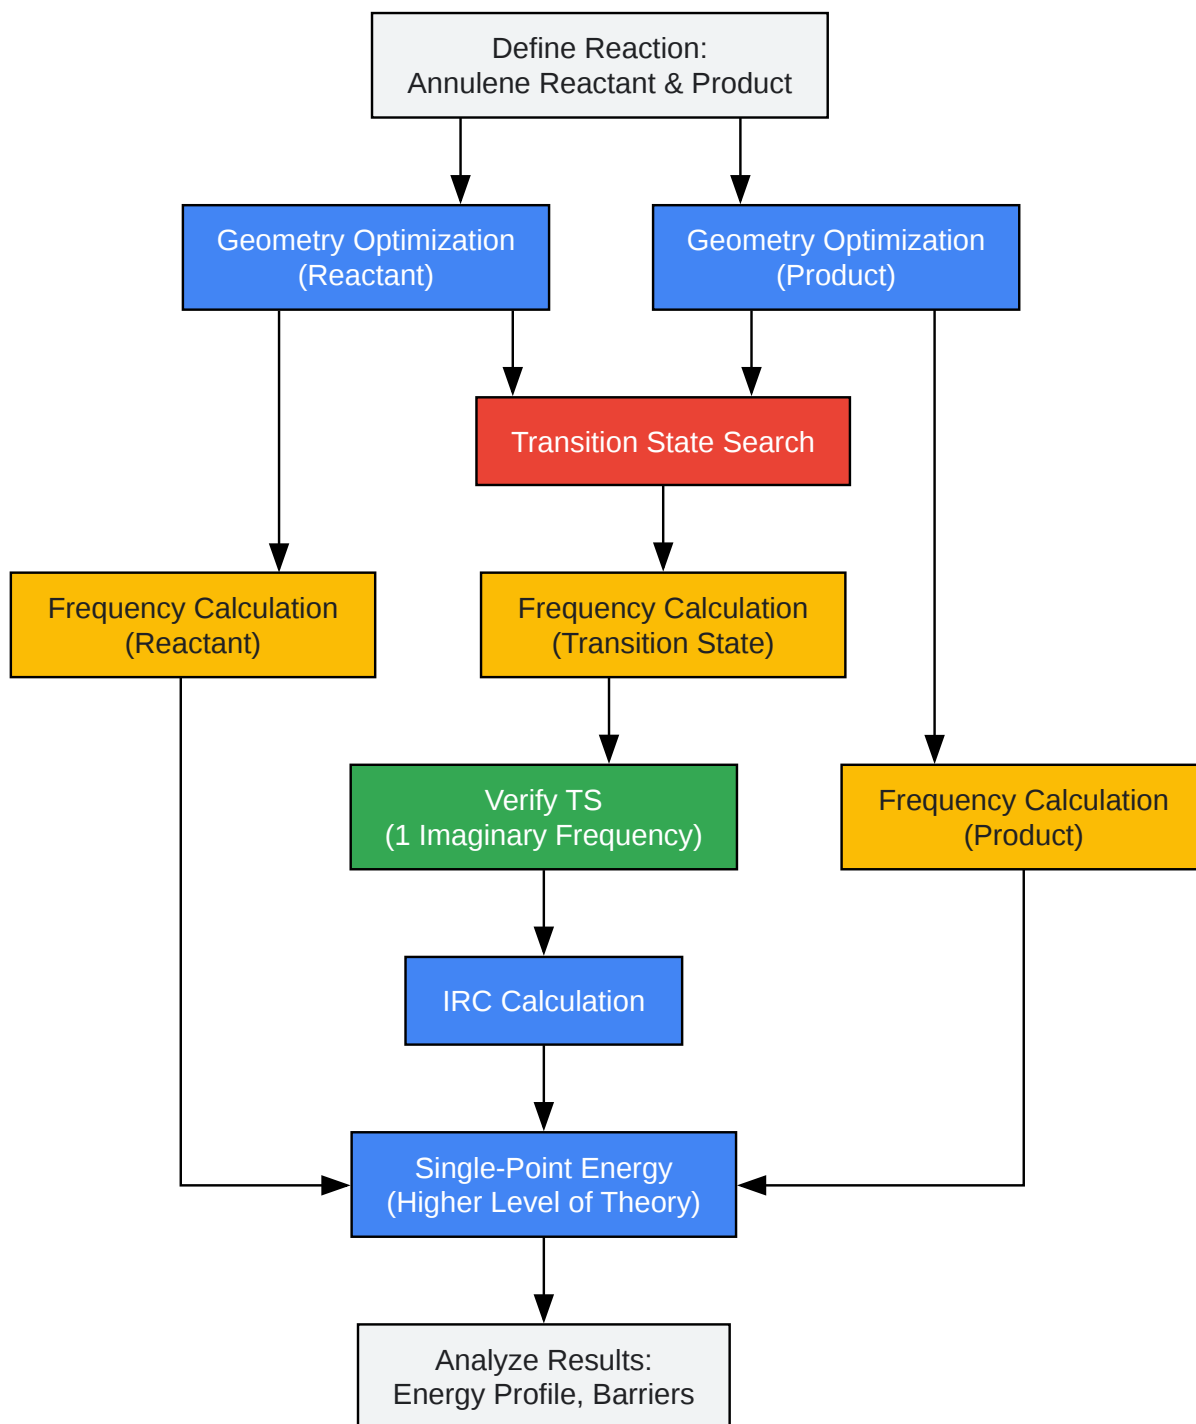 Define Reaction:
Annulene Reactant & Product
Geometry Optimization
(Reactant)
Geometry Optimization
(Product)
Transition State Search
Frequency Calculation
(Reactant)
Frequency Calculation
(Transition State)
Verify TS
(1 Imaginary Frequency)
Frequency Calculation
(Product)
IRC Calculation
Single-Point Energy
(Higher Level of Theory)
Analyze Results:
Energy Profile, Barriers